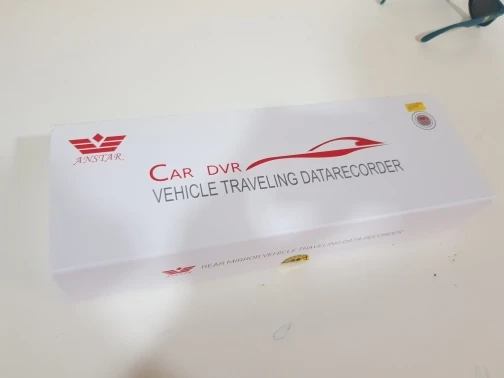 ANSTAR
CAR DVR
VEHICLE TRAVELING DATARECORDER
REAR MIRROR VEHICLE TRAVELING DATA RECORDER